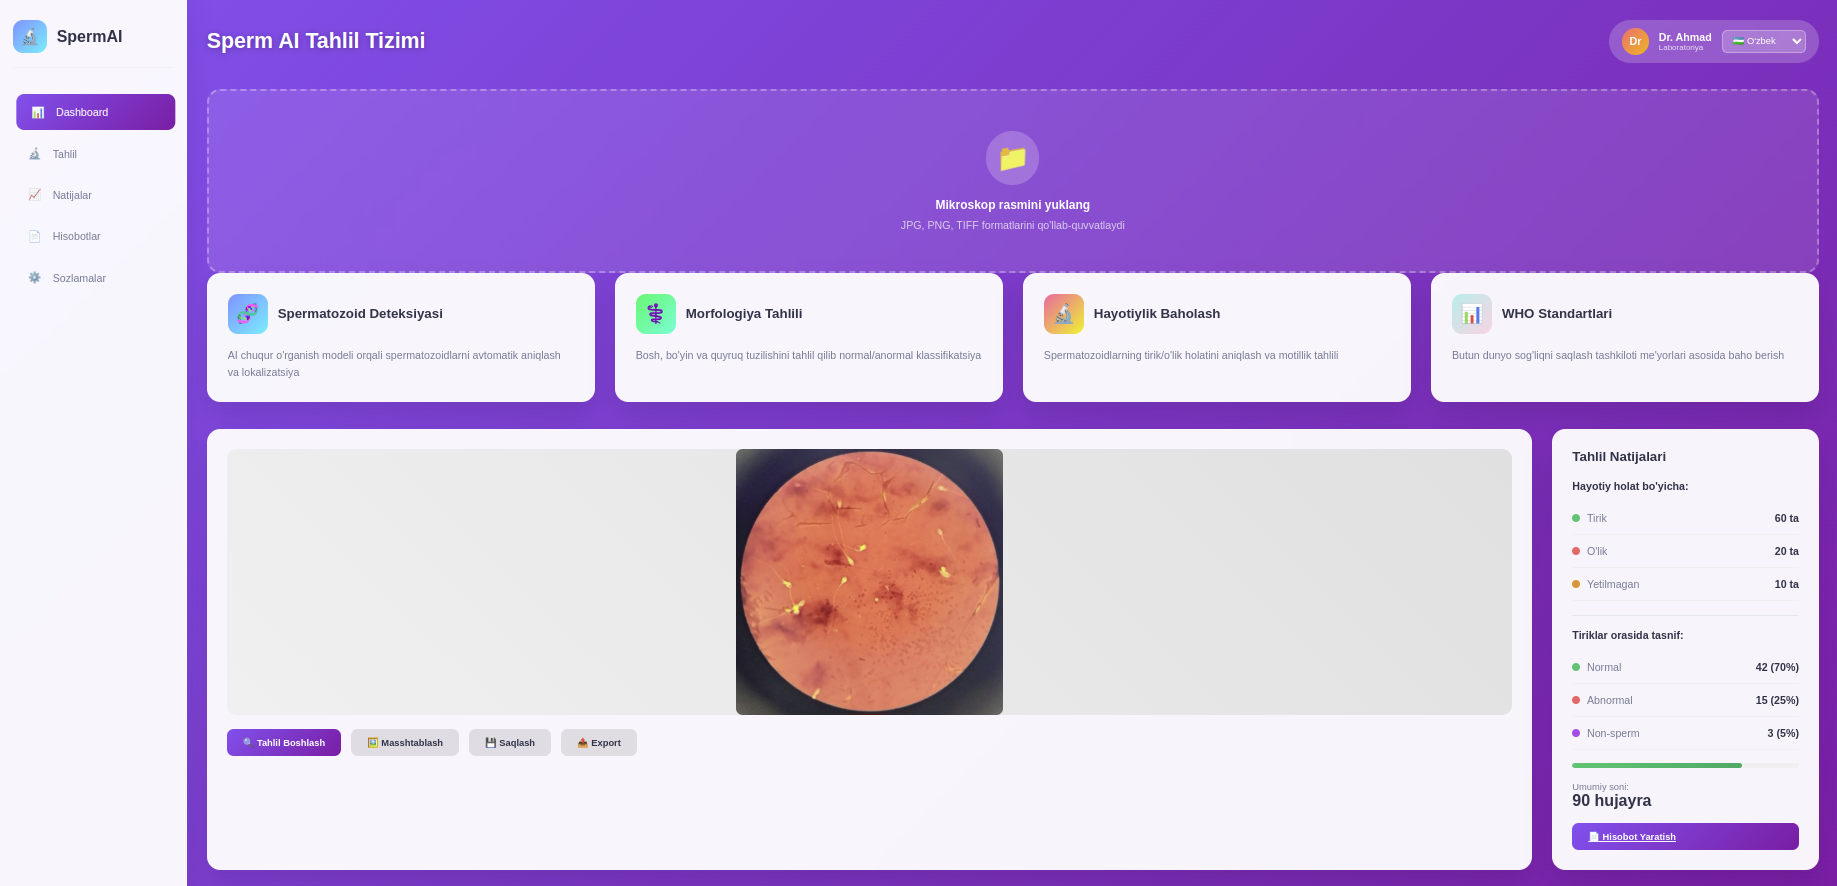 SpermAI
Dashboard
Tahlil
Natijalar
Hisobotlar
Sozlamalar
Sperm AI Tahlil Tizimi
Dr
Dr. Ahmad
Laboratoriya
O'zbek
Mikroskop rasmini yuklang
JPG, PNG, TIFF formatlarini qo'llab-quvvatlaydi
Spermatozoid Deteksiyasi
AI chuqur o'rganish modeli orqali spermatozoidlarni avtomatik aniqlash
va lokalizatsiya
Morfologiya Tahlili
Bosh, bo'yin va quyruq tuzilishini tahlil qilib normal/anormal klassifikatsiya
Hayotiylik Baholash
Spermatozoidlarning tirik/o'lik holatini aniqlash va motillik tahlili
WHO Standartlari
Butun dunyo sog'liqni saqlash tashkiloti me'yorlari asosida baho berish
Tahlil Boshlash
Masshtablash
Saqlash
Export
Tahlil Natijalari
Hayotiy holat bo'yicha:
Tirik 60 ta
O'lik 20 ta
Yetilmagan 10 ta
Tiriklar orasida tasnif:
Normal 42 (70%)
Abnormal 15 (25%)
Non-sperm 3 (5%)
Umumiy soni:
90 hujayra
Hisobot Yaratish